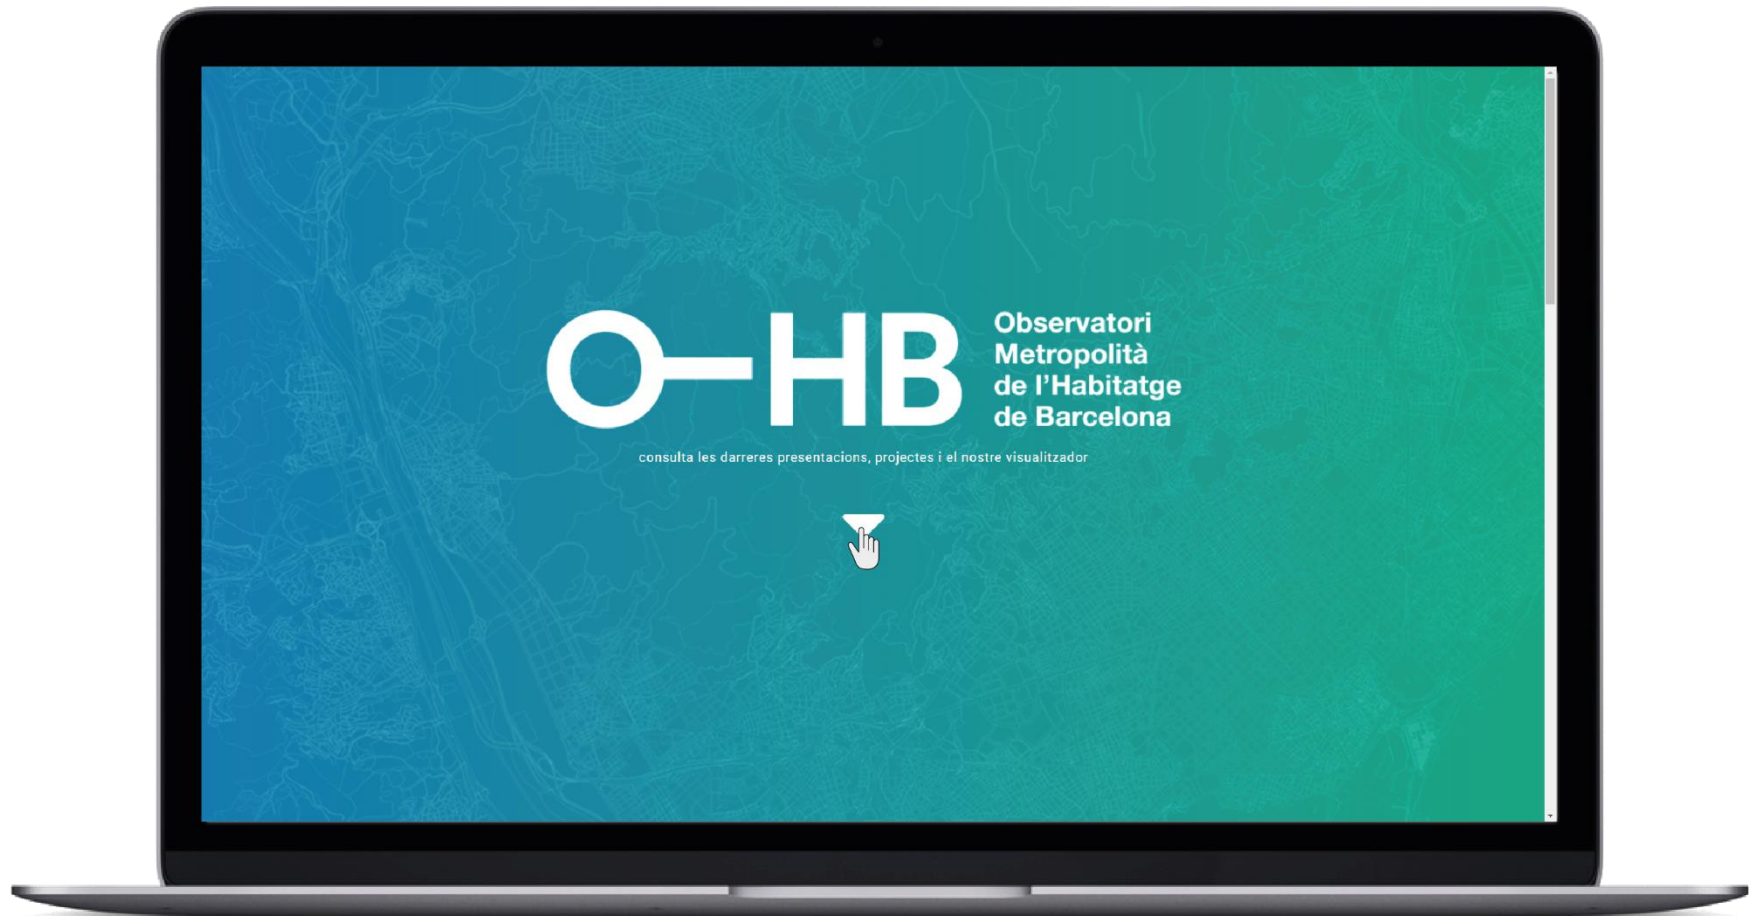 O-HB
Observatori
Metropolità
de l'Habitatge
de Barcelona
consulta les darreres presentacions, projectes i el nostre visualitzador